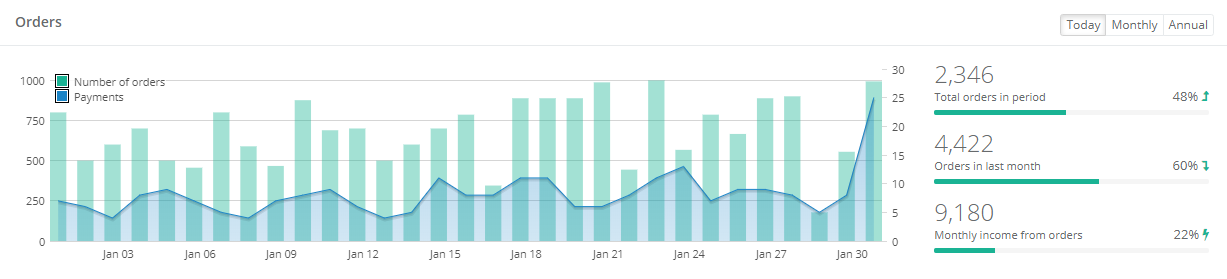 Orders
Today Monthly Annual
Number of orders
Payments
1000
750
500
250
0
30
25
20
15
10
5
0
Jan 03 Jan 06 Jan 09 Jan 12 Jan 15 Jan 18 Jan 21 Jan 24 Jan 27 Jan 30
2,346
Total orders in period 48%
4,422
Orders in last month 60%
9,180
Monthly income from orders 22%